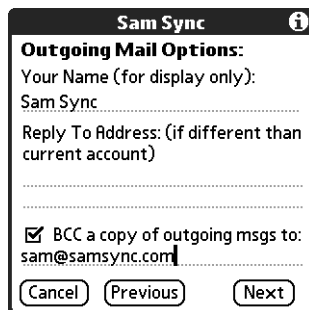 Sam Sync
Outgoing Mail Options:
Your Name (for display only):
Sam Sync
Reply To Address: (if different than
current account)
BCC a copy of outgoing msgs to:
sam@samsync.com
Cancel Previous Next